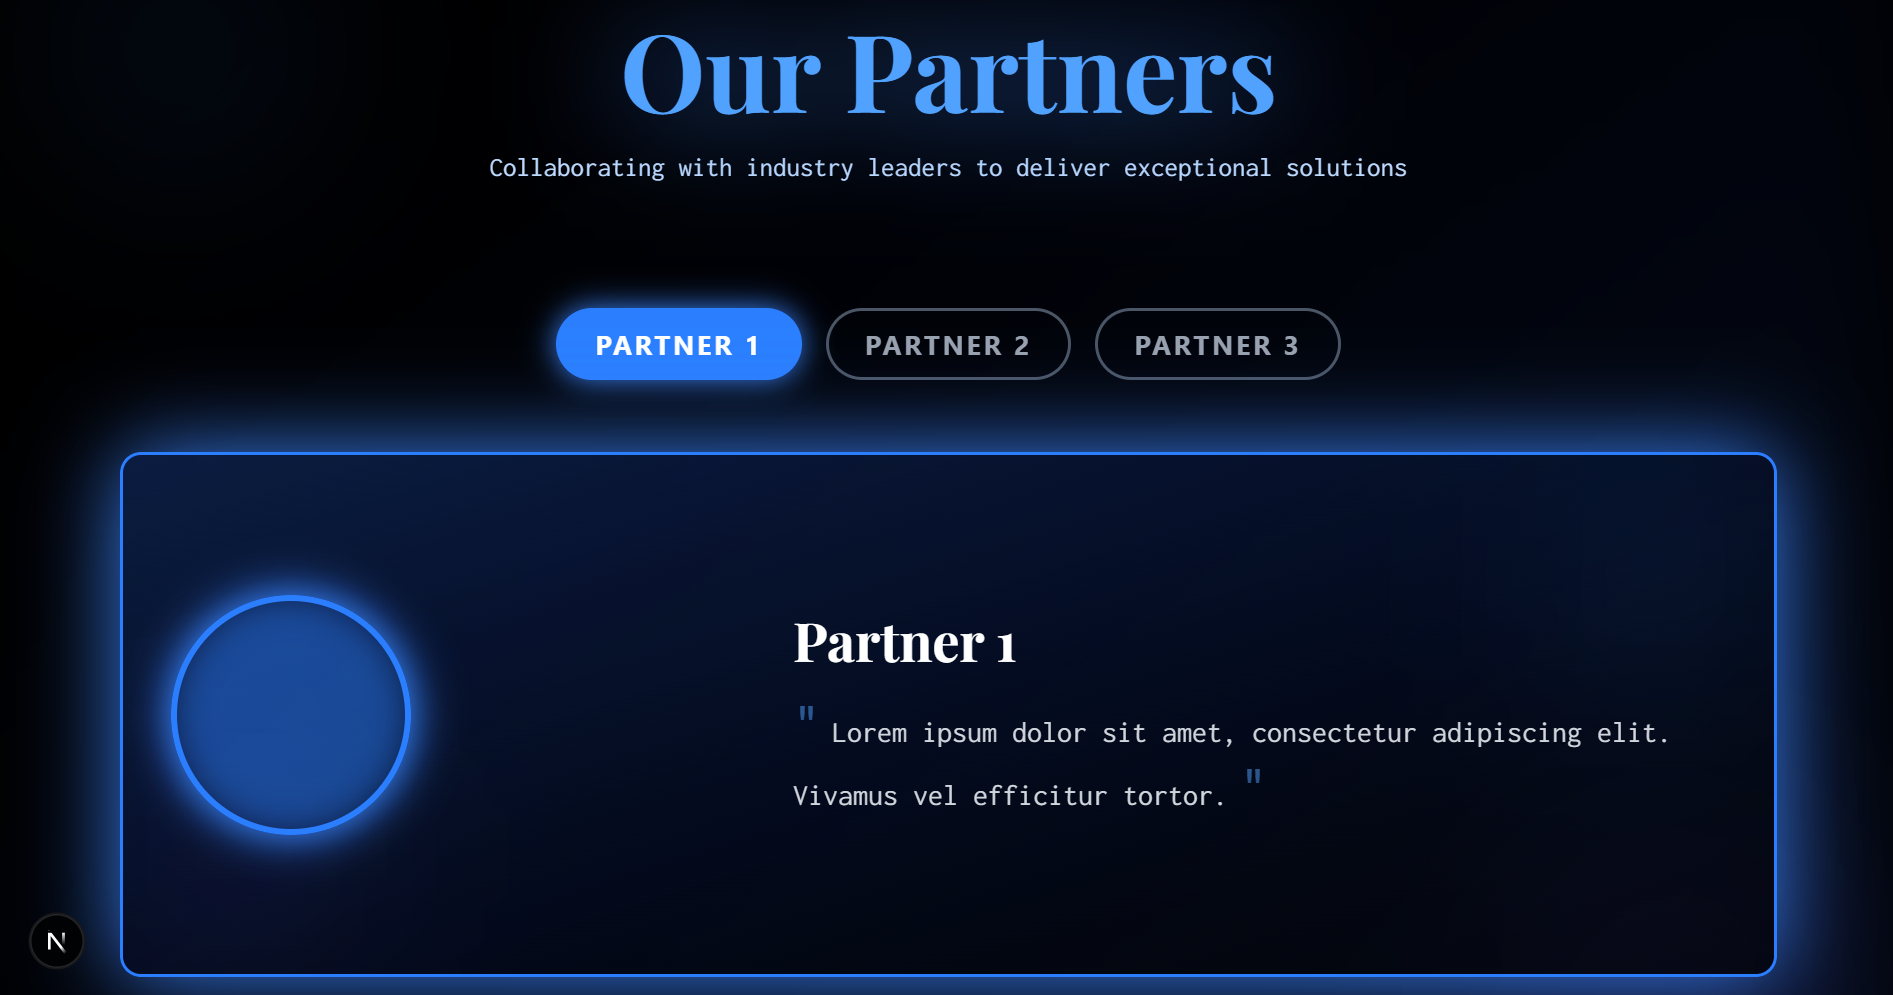 Our Partners
Collaborating with industry leaders to deliver exceptional solutions
PARTNER 1
PARTNER 2
PARTNER 3
Partner 1
" Lorem ipsum dolor sit amet, consectetur adipiscing elit.
Vivamus vel efficitur tortor. "
N